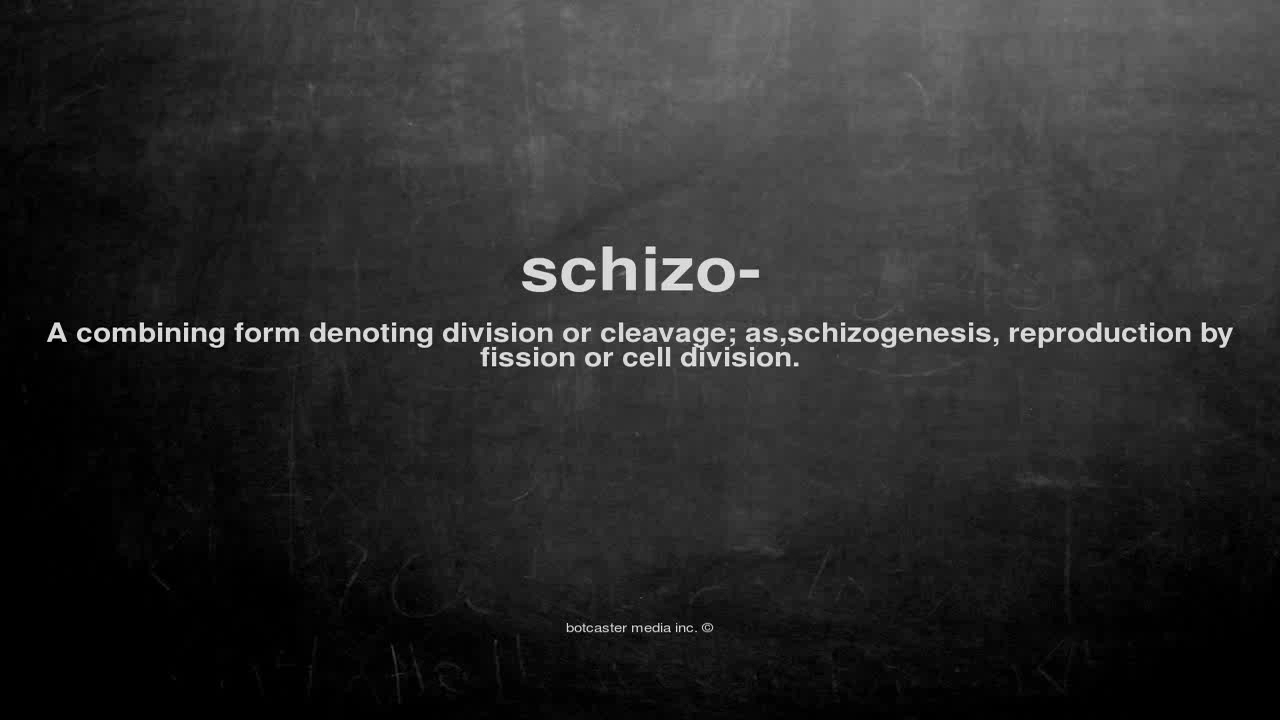 schizo-
A combining form denoting division or cleavage; as,schizogenesis, reproduction by
fission or cell division.
botcaster media inc. ©